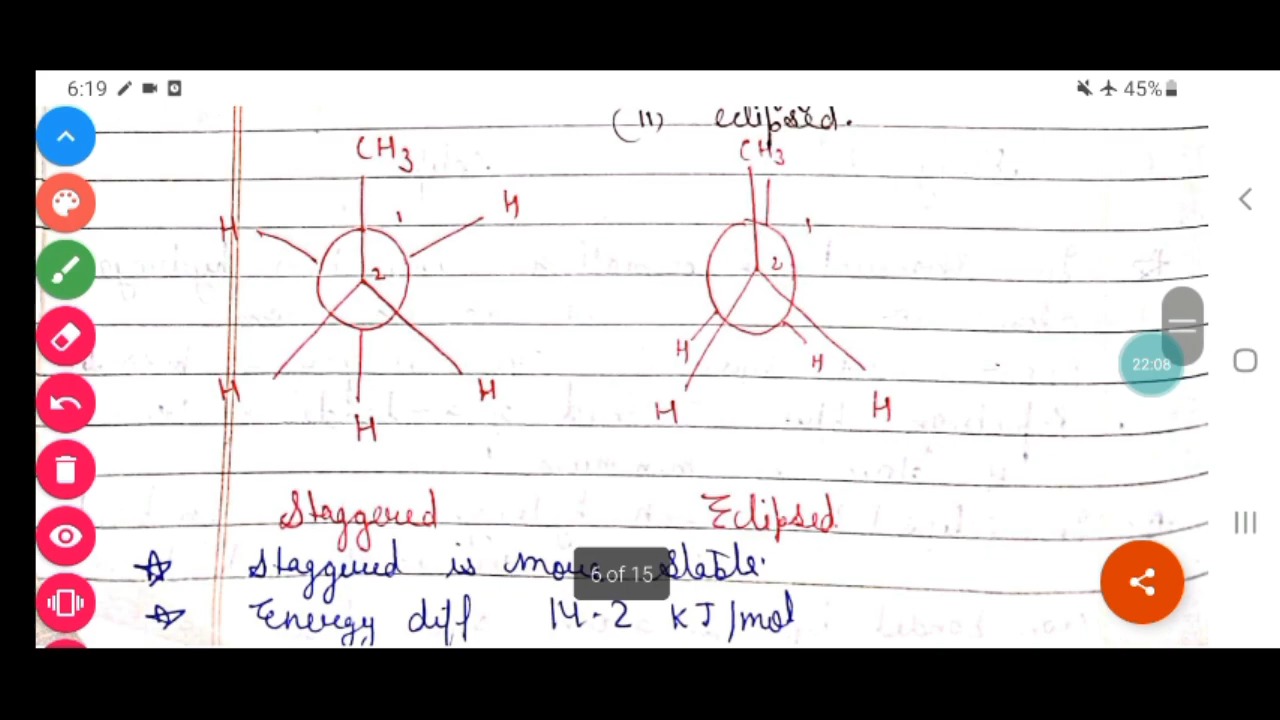 6:19 45%
(11) eclipsed.
CH3 CH3
H 1 H 1
2 2
H H
H H H H
H
Staggered Eclipsed
Staggered is more stable.
6 of 15
Energy diff 14.2 KJ/mol
22:08